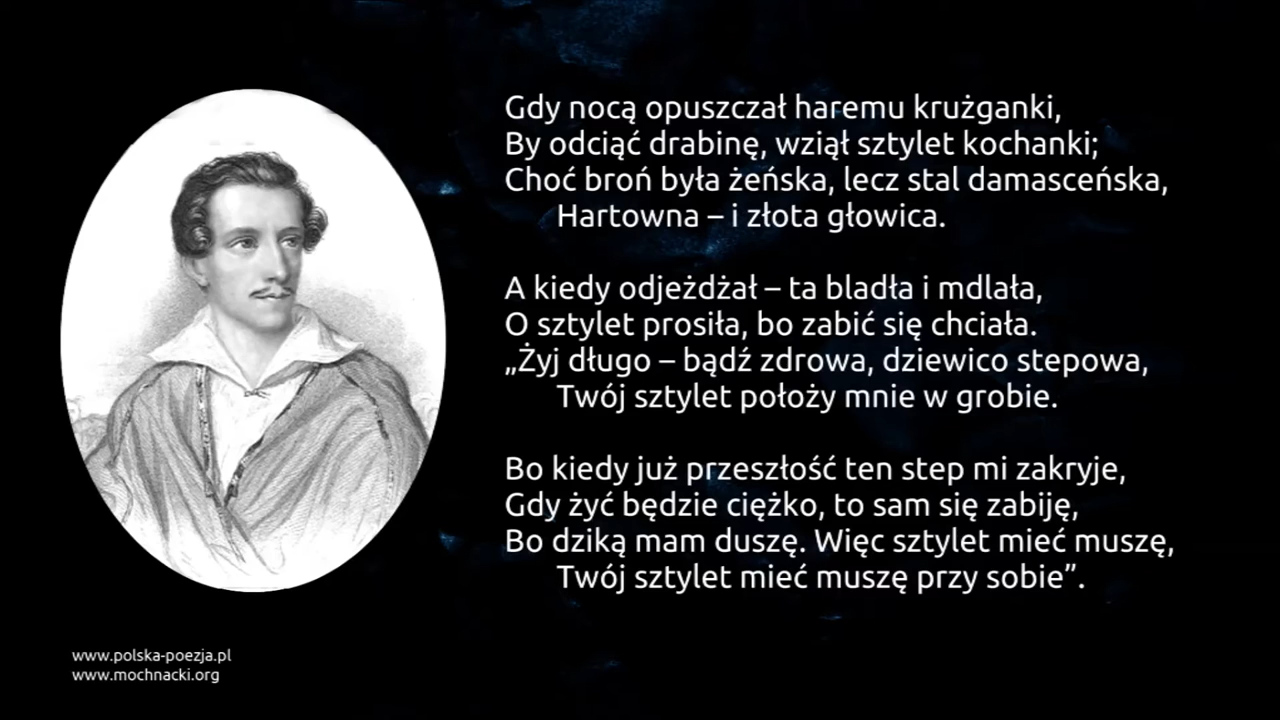 Gdy nocą opuszczał haremu krużganki,
By odciąć drabinę, wziął sztylet kochanki;
Choć broń była żeńska, lecz stal damasceńska,
Hartowna – i złota głowica.
A kiedy odjeżdżał – ta bladła i mdlała,
O sztylet prosiła, bo zabić się chciała.
„Żyj długo – bądź zdrowa, dziewico stepowa,
Twój sztylet położy mnie w grobie.
Bo kiedy już przeszłość ten step mi zakryje,
Gdy żyć będzie ciężko, to sam się zabiję,
Bo dziką mam duszę. Więc sztylet mieć muszę,
Twój sztylet mieć muszę przy sobie”.
www.polska-poezja.pl
www.mochnacki.org